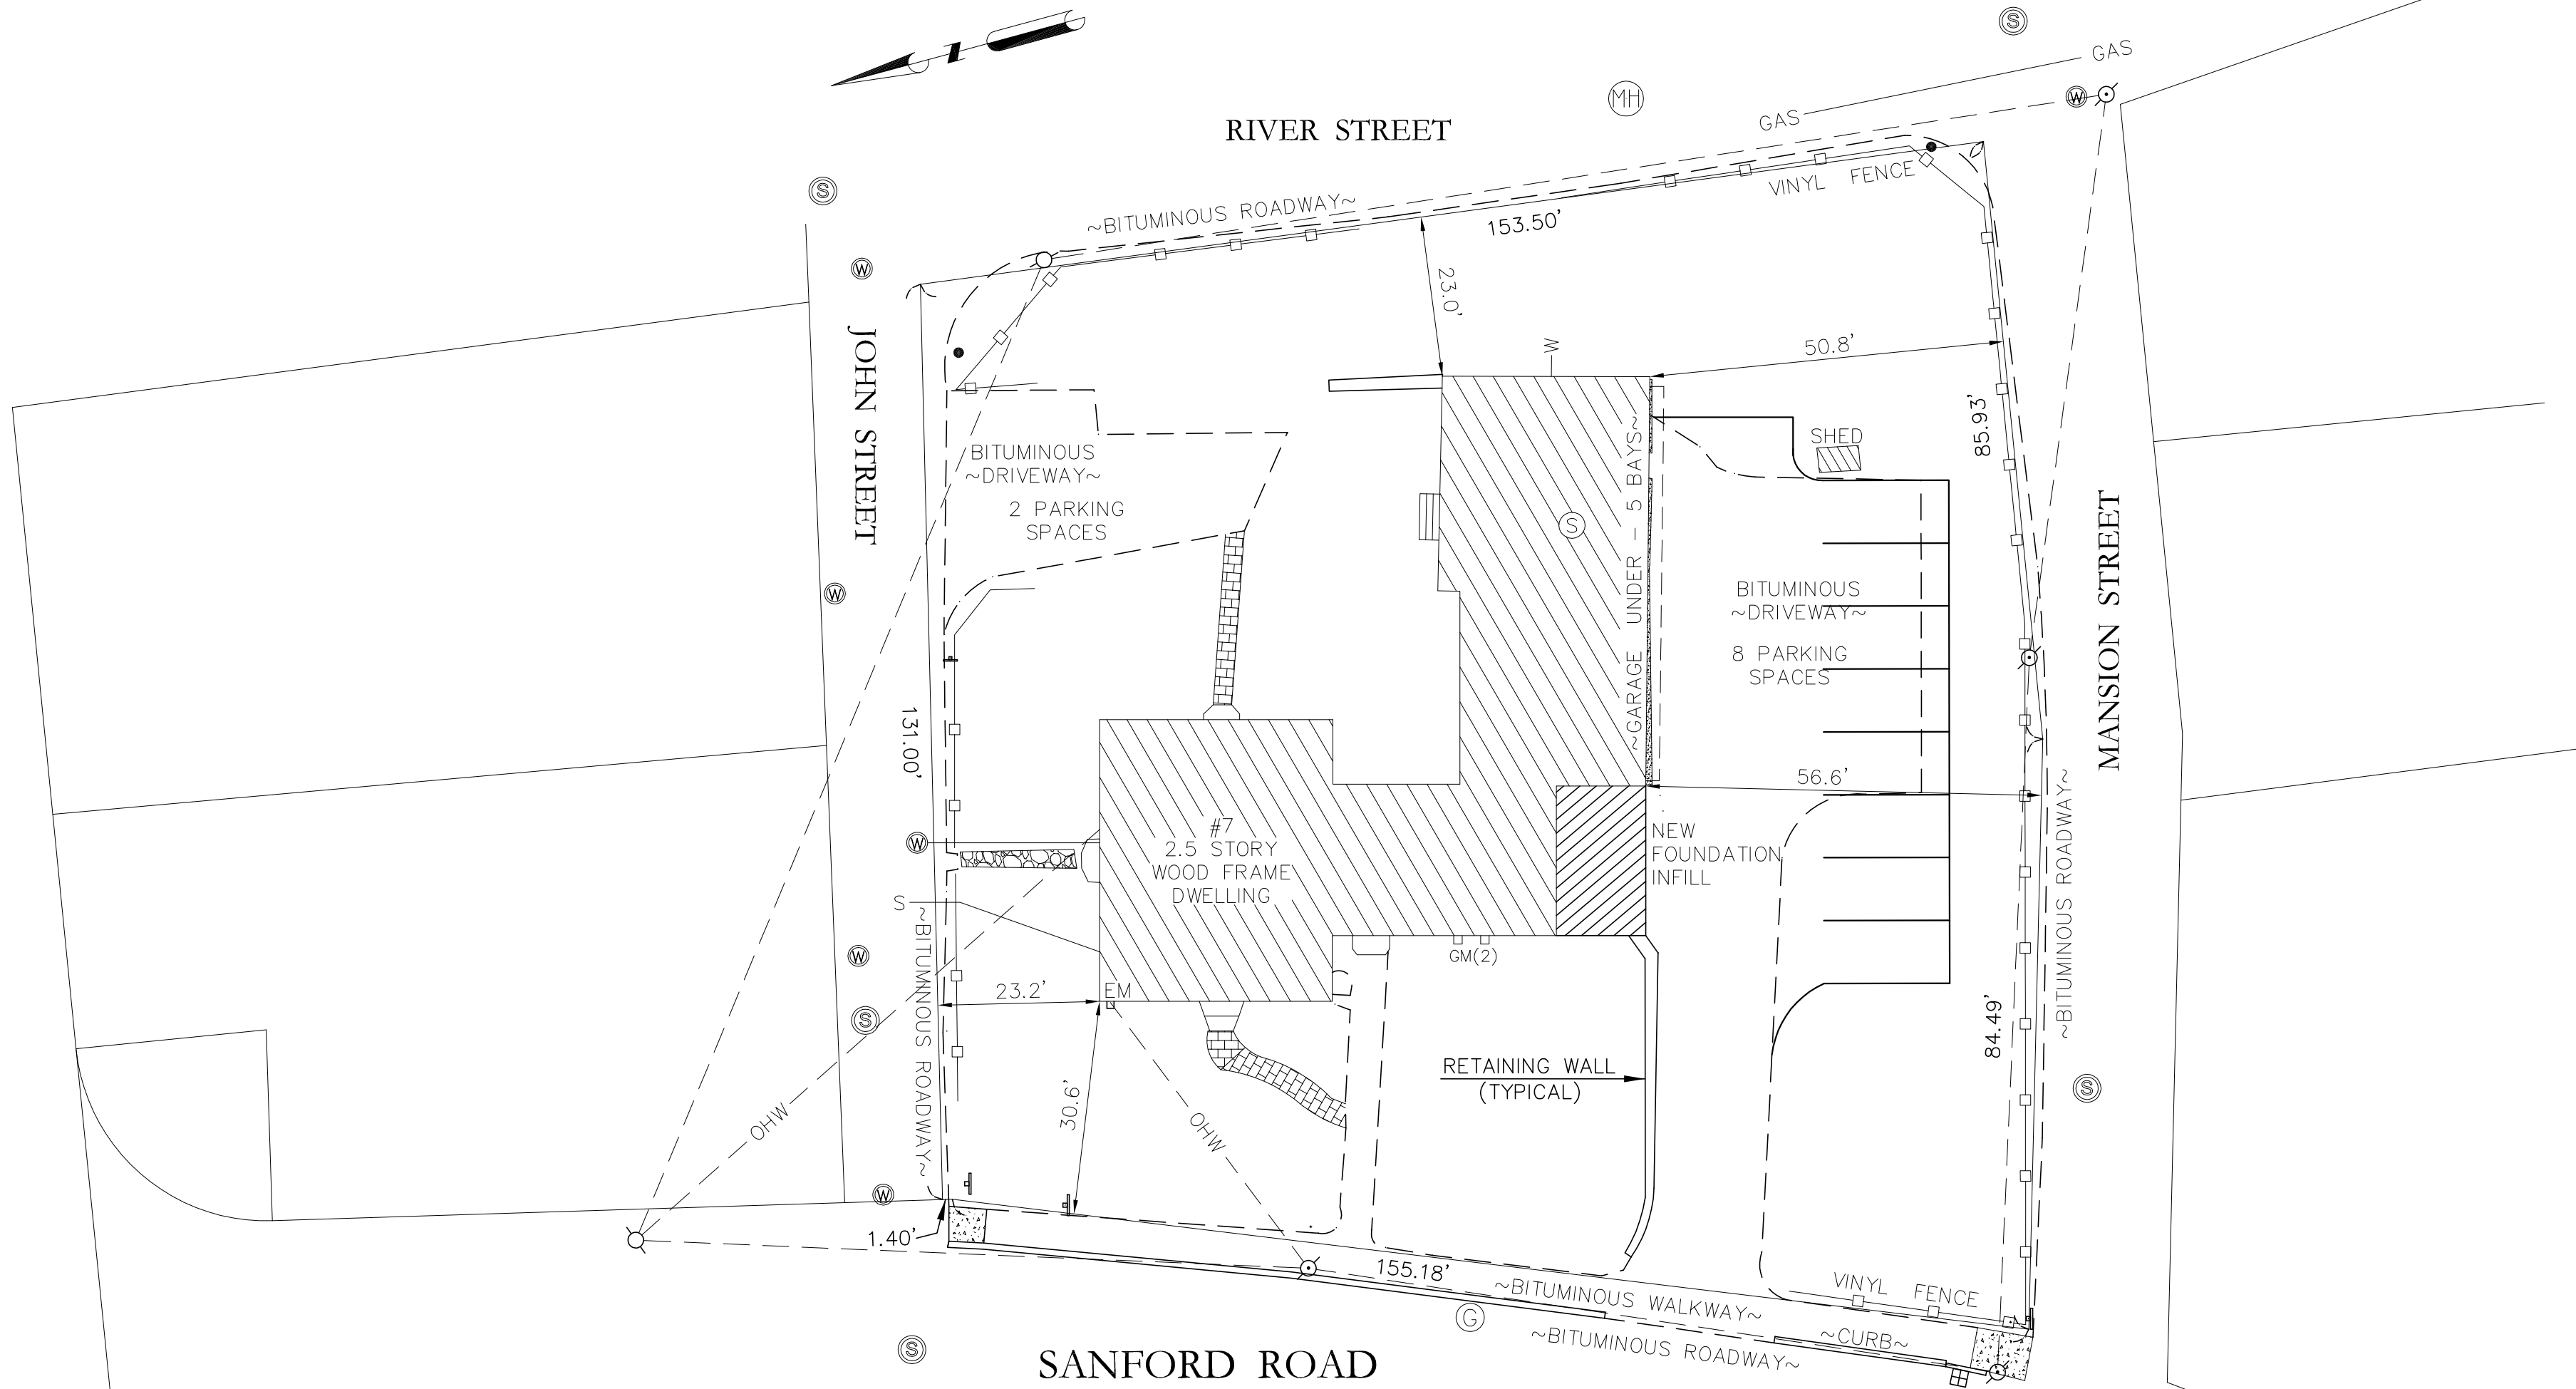 S
GAS
GAS
W
MH
N
RIVER STREET
S
~BITUMINOUS ROADWAY~
VINYL FENCE
153.50'
W
23.0'
JOHN STREET
W
50.8'
85.93'
BITUMINOUS
~DRIVEWAY~
2 PARKING
SPACES
SHED
S
~GARAGE UNDER - 5 BAYS~
MANSION STREET
W
BITUMINOUS
~DRIVEWAY~
8 PARKING
SPACES
131.00'
56.6'
W
#7
2.5 STORY
WOOD FRAME
DWELLING
NEW
FOUNDATION
INFILL
S
~BITUMINOUS ROADWAY~
~BITUMINOUS ROADWAY~
GM(2)
W
23.2'
EM
S
84.49'
RETAINING WALL
(TYPICAL)
30.6'
S
OHW
OHW
W
1.40'
155.18'
VINYL FENCE
~BITUMINOUS WALKWAY~
G
~CURB~
~BITUMINOUS ROADWAY~
S
SANFORD ROAD